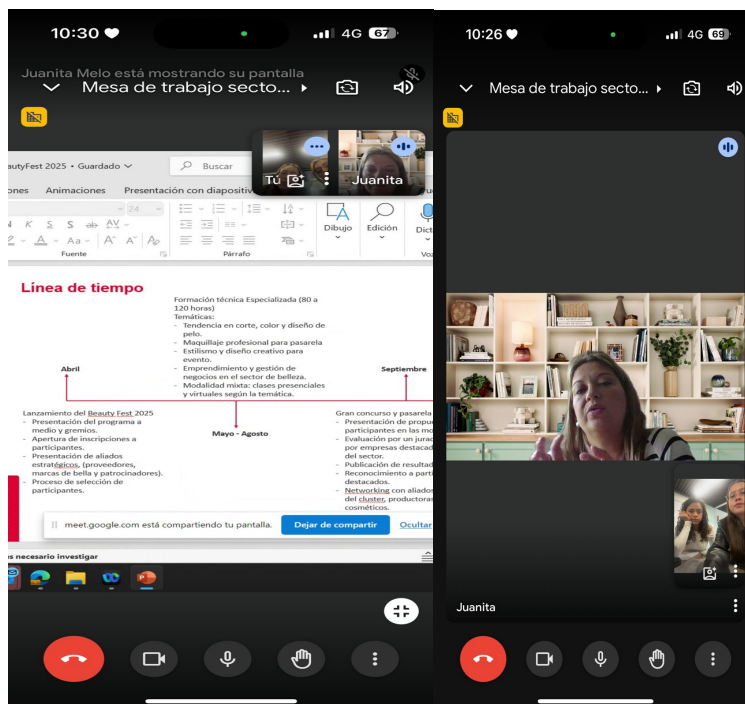 10:30
4G 67
Juanita Melo está mostrando su pantalla
Mesa de trabajo secto...
autyFest 2025 • Guardado
Buscar
Tú
Juanita
ones Animaciones Presentación con diapositiv
24
K S S ab AV
A Aa A A
Dibujo
Edición
Dict
Fuente
Párrafo
Voz
Línea de tiempo
Formación técnica Especializada (80 a
120 horas)
Temáticas:
- Tendencia en corte, color y diseño de
pelo.
- Maquillaje profesional para pasarela
- Estilismo y diseño creativo para
evento.
- Emprendimiento y gestión de
negocios en el sector de belleza.
- Modalidad mixta: clases presenciales
y virtuales según la temática.
Abril
Mayo - Agosto
Septiembre
Lanzamiento del Beauty Fest 2025
- Presentación del programa a
medio y gremios.
- Apertura de inscripciones a
participantes.
- Presentación de aliados
estratégicos, (proveedores,
marcas de bella y patrocinadores).
- Proceso de selección de
participantes.
Gran concurso y pasarela
- Presentación de propu
participantes en las mo
- Evaluación por un jurac
por empresas destacad
del sector.
- Publicación de resultad
- Reconocimiento a parti
destacados.
- Networking con aliados
del cluster, productora
cosméticos.
meet.google.com está compartiendo tu pantalla.
Dejar de compartir
Ocultar
es necesario investigar
10:26
4G 69
Mesa de trabajo secto...
Juanita